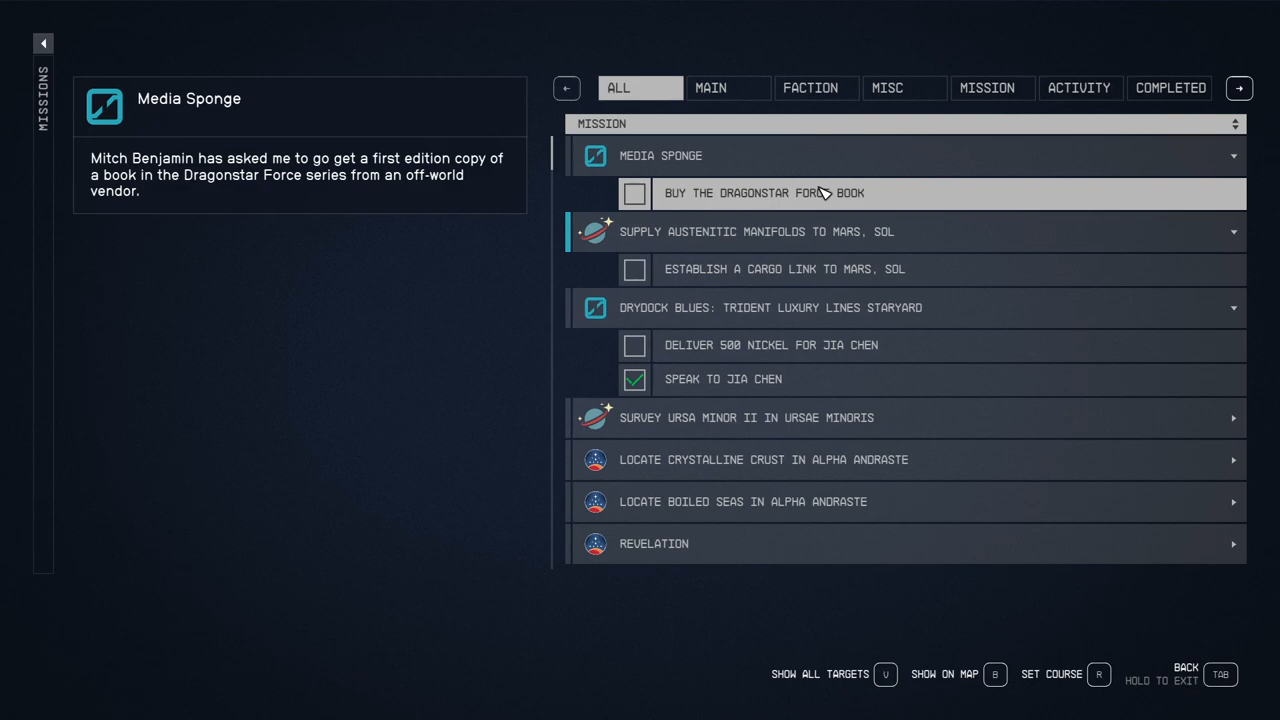 MISSIONS
Media Sponge
Mitch Benjamin has asked me to go get a first edition copy of
a book in the Dragonstar Force series from an off-world
vendor.
ALL MAIN FACTION MISC MISSION ACTIVITY COMPLETED
MISSION
MEDIA SPONGE
BUY THE DRAGONSTAR FORCE BOOK
SUPPLY AUSTENITIC MANIFOLDS TO MARS, SOL
ESTABLISH A CARGO LINK TO MARS, SOL
DRYDOCK BLUES: TRIDENT LUXURY LINES STARYARD
DELIVER 500 NICKEL FOR JIA CHEN
SPEAK TO JIA CHEN
SURVEY URSA MINOR II IN URSAE MINORIS
LOCATE CRYSTALLINE CRUST IN ALPHA ANDRASTE
LOCATE BOILED SEAS IN ALPHA ANDRASTE
REVELATION
SHOW ALL TARGETS V SHOW ON MAP B SET COURSE R BACK TAB
HOLD TO EXIT